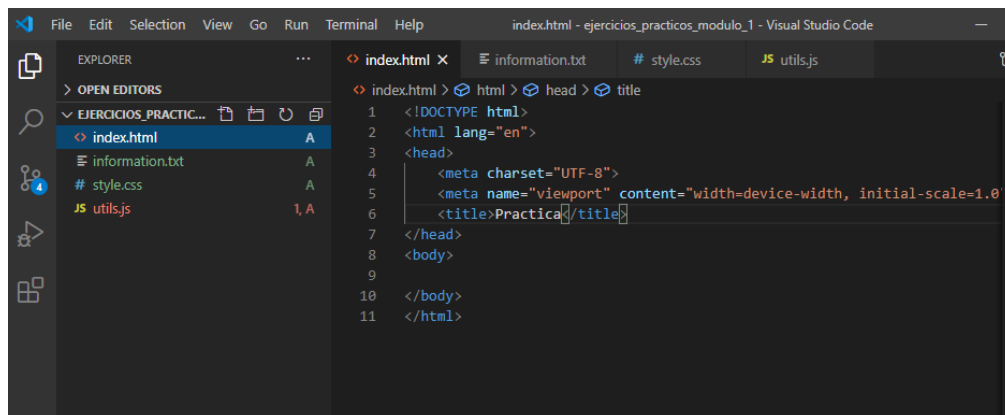 File Edit Selection View Go Run Terminal Help index.html - ejercicios_practicos_modulo_1 - Visual Studio Code
EXPLORER ...
OPEN EDITORS
EJERCICIOS_PRACTIC...
index.html A
information.txt A
# style.css A
JS utils.js 1, A
4
index.html information.txt # style.css JS utils.js
index.html > html > head > title
1 <!DOCTYPE html>
2 <html lang="en">
3 <head>
4 <meta charset="UTF-8">
5 <meta name="viewport" content="width=device-width, initial-scale=1.0
6 <title>Practica</title>
7 </head>
8 <body>
9
10 </body>
11 </html>